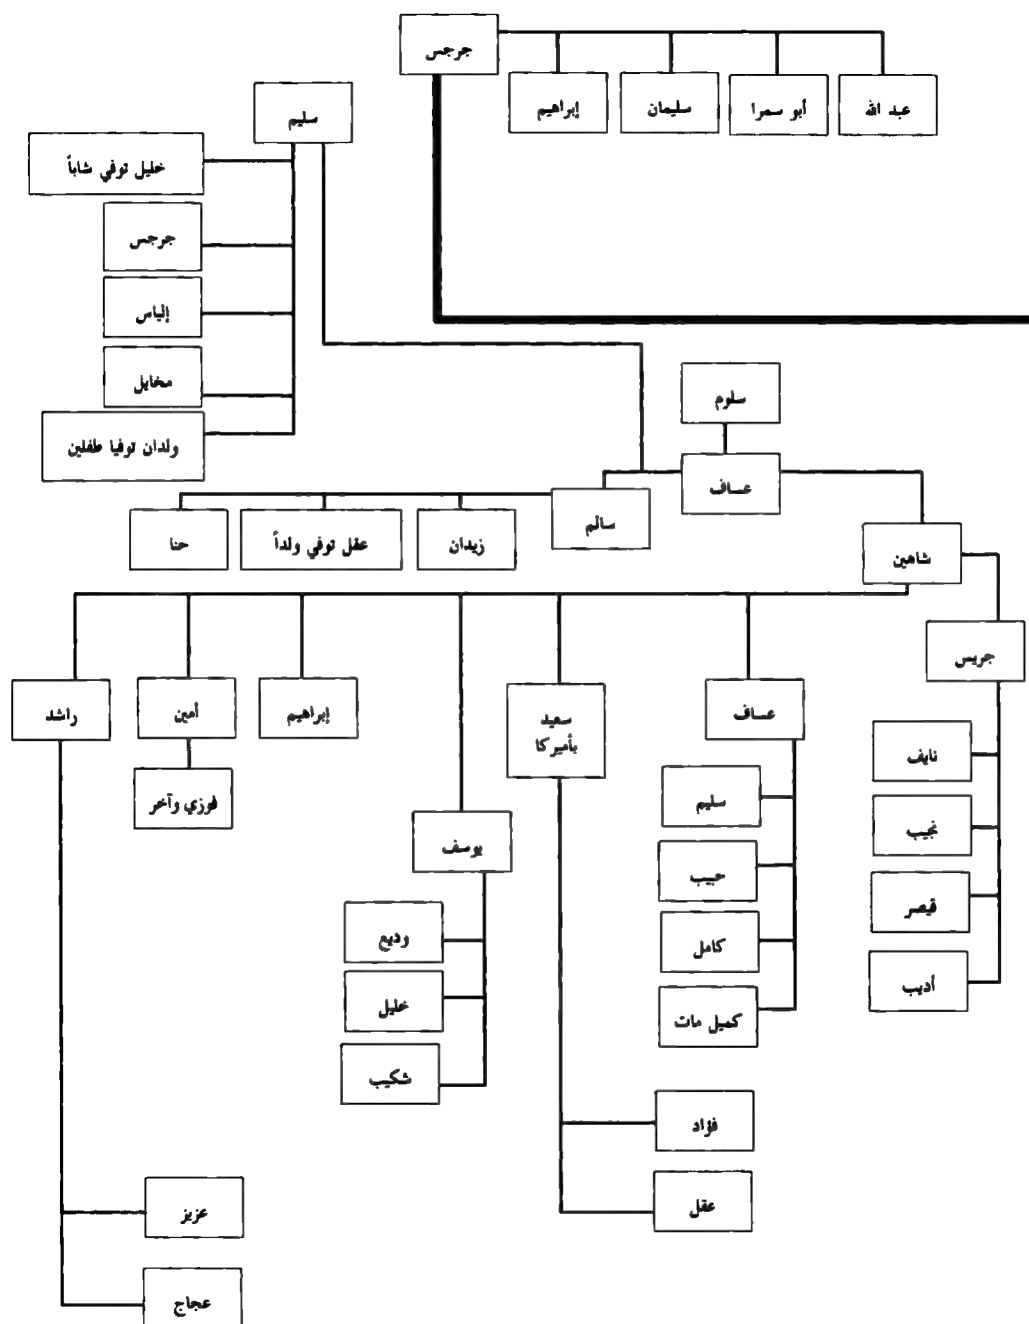 جرجس
عبد الله
أبو سمرا
سليمان
إبراهيم
سليم
خليل توفي شاباً
جرجس
إلياس
مخايل
ولدان توفيا طفلين
سلوم
عساف
سالم
زيدان
عقل توفي ولداً
حنا
شاهين
جريس
نايف
نجيب
قيصر
أديب
عساف
سليم
حبيب
كامل
كميل مات
سعيد
بأميركا
فؤاد
عقل
يوسف
وديع
خليل
شكيب
إبراهيم
أمين
فوزي وآخر
راشد
عزيز
عجاج